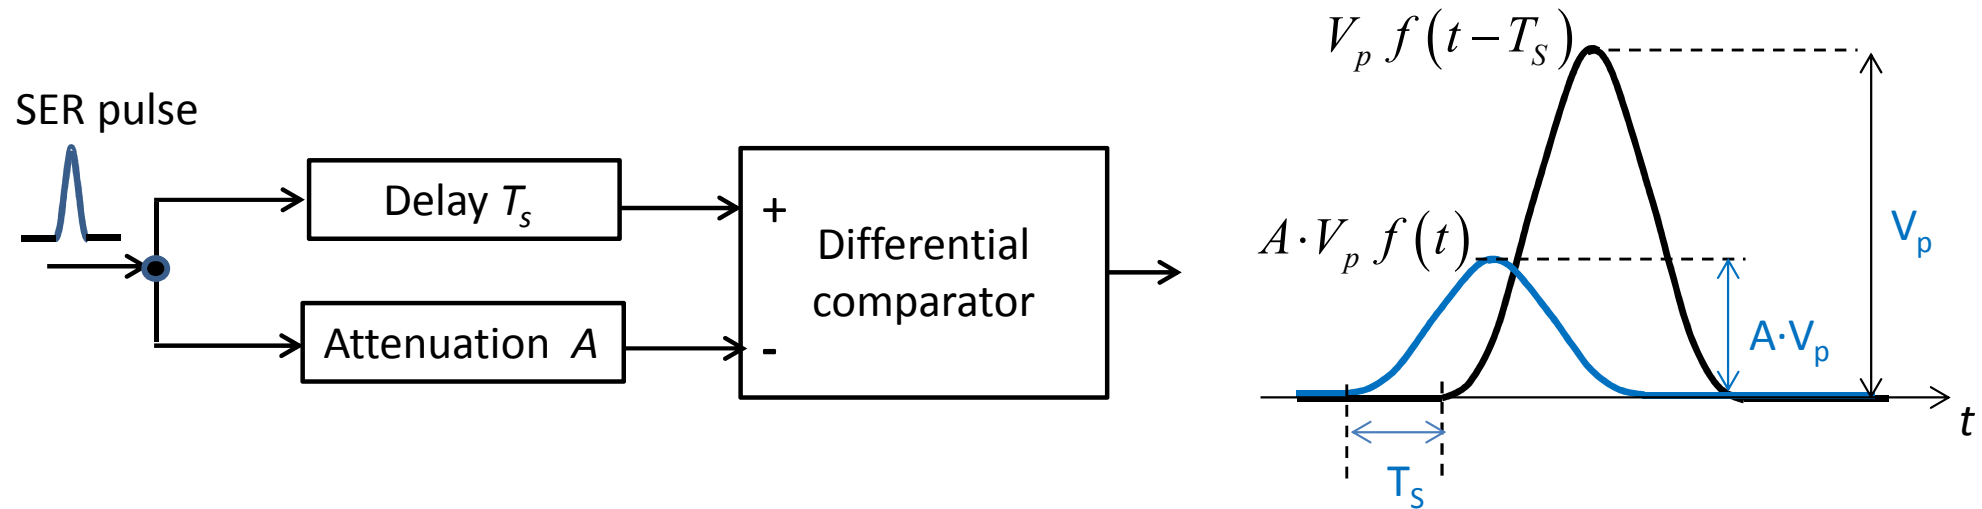 SER pulse
Delay T_s
Attenuation A
+
-
Differential
comparator
V_p f(t−T_S)
A·V_p f(t)
V_p
A·V_p
T_S
t